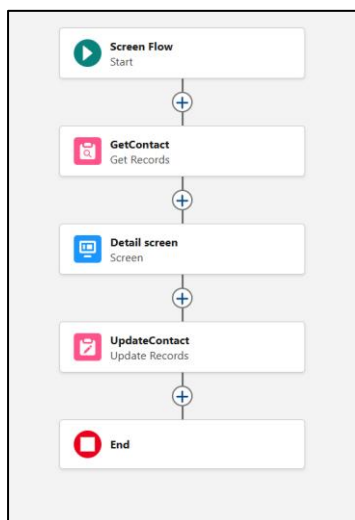 Screen Flow
Start
GetContact
Get Records
Detail screen
Screen
UpdateContact
Update Records
End